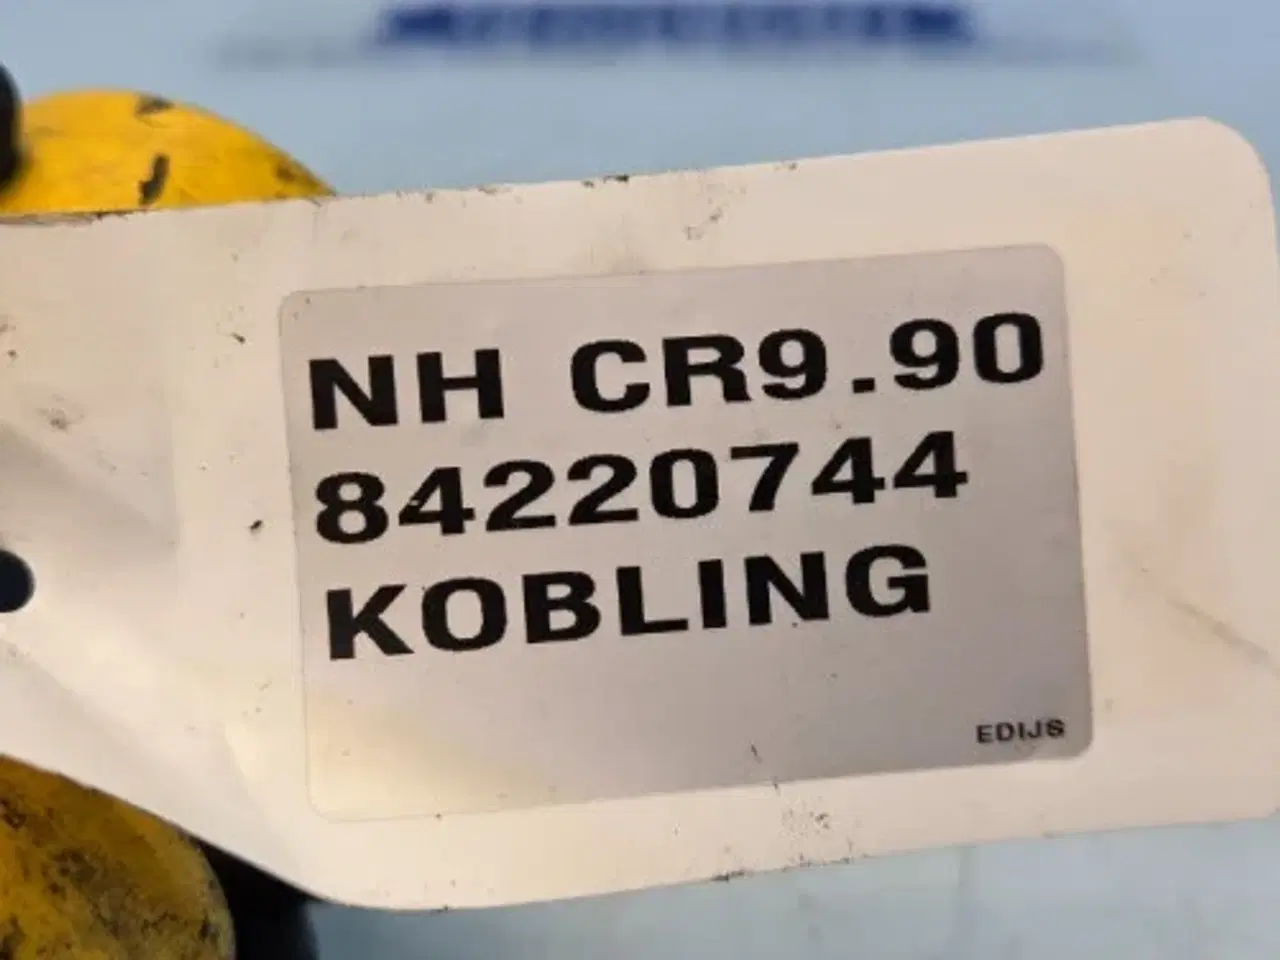 NH CR9.90
84220744
KOBLING
EDIJS